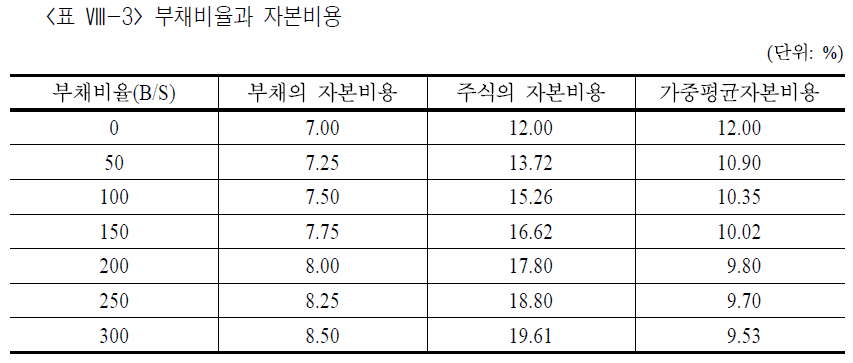 <표 Ⅷ-3> 부채비율과 자본비용
(단위: %)
부채비율(B/S) 부채의 자본비용 주식의 자본비용 가중평균자본비용
0 7.00 12.00 12.00
50 7.25 13.72 10.90
100 7.50 15.26 10.35
150 7.75 16.62 10.02
200 8.00 17.80 9.80
250 8.25 18.80 9.70
300 8.50 19.61 9.53